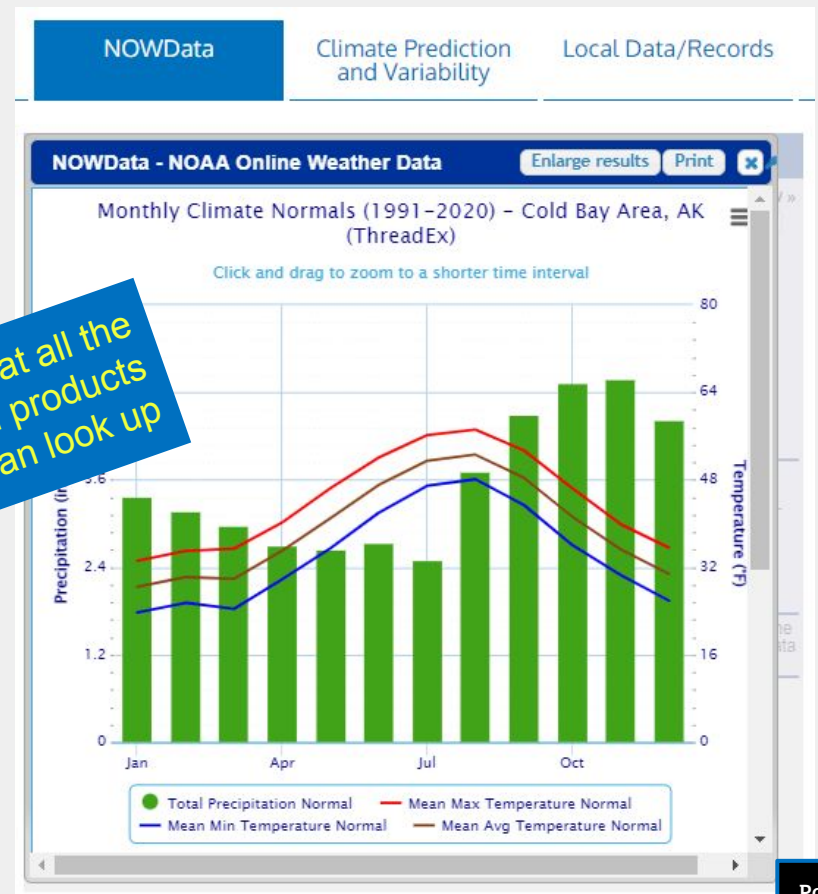 NOWData
Climate Prediction
and Variability
Local Data/Records
NOWData - NOAA Online Weather Data
Enlarge results
Print
Monthly Climate Normals (1991-2020) - Cold Bay Area, AK
(ThreadEx)
Click and drag to zoom to a shorter time interval
at all the
products
an look up
80
64
48
32
16
0
Temperature (°F)
3.6
2.4
1.2
0
Precipitation
Jan
Apr
Jul
Oct
Total Precipitation Normal
Mean Max Temperature Normal
Mean Min Temperature Normal
Mean Avg Temperature Normal